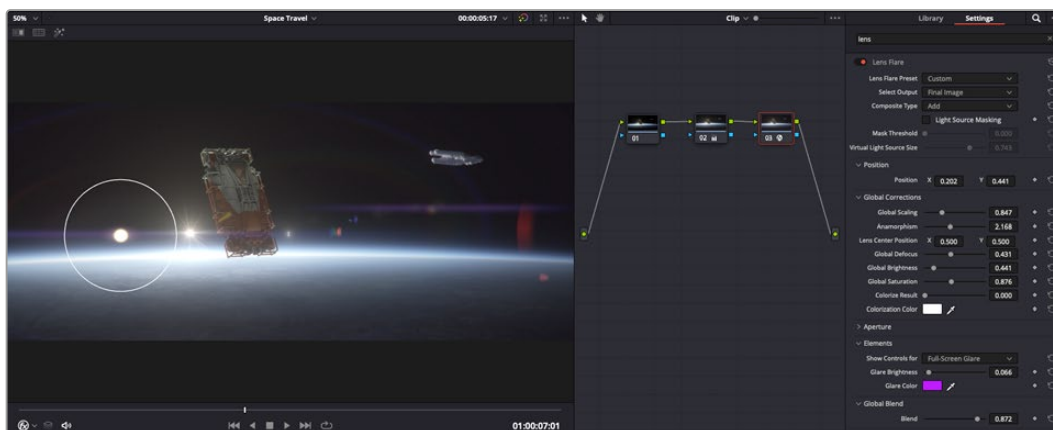 50% Space Travel 00:00:05:17 Clip Library Settings
lens
Lens Flare
Lens Flare Preset Custom
Select Output Final Image
Composite Type Add
Light Source Masking
Mask Threshold 0.000
Virtual Light Source Size 0.743
Position
Position X 0.202 Y 0.441
Global Corrections
Global Scaling 0.847
Anamorphism 2.168
Lens Center Position X 0.500 Y 0.500
Global Defocus 0.431
Global Brightness 0.441
Global Saturation 0.876
Colorize Result 0.000
Colorization Color
Aperture
Elements
Show Controls for Full-Screen Glare
Glare Brightness 0.066
Glare Color
Global Blend
Blend 0.872
01 02 03
01:00:07:01